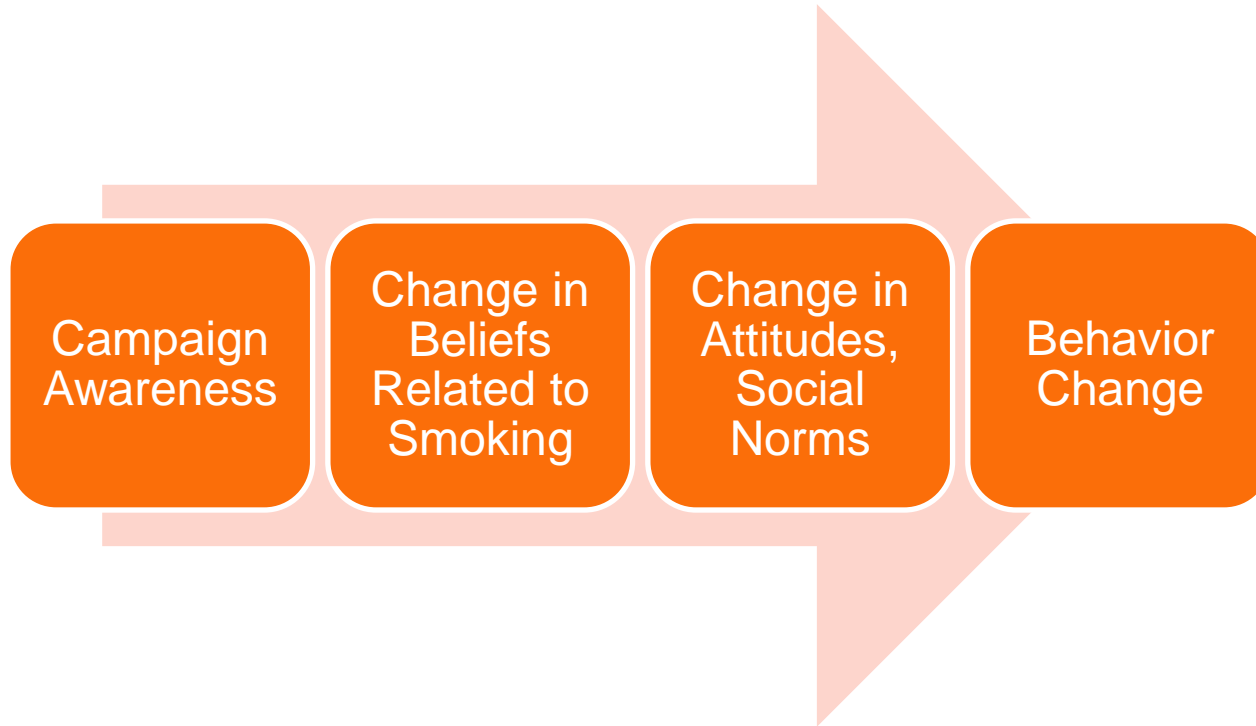 Campaign
Awareness
Change in
Beliefs
Related to
Smoking
Change in
Attitudes,
Social
Norms
Behavior
Change